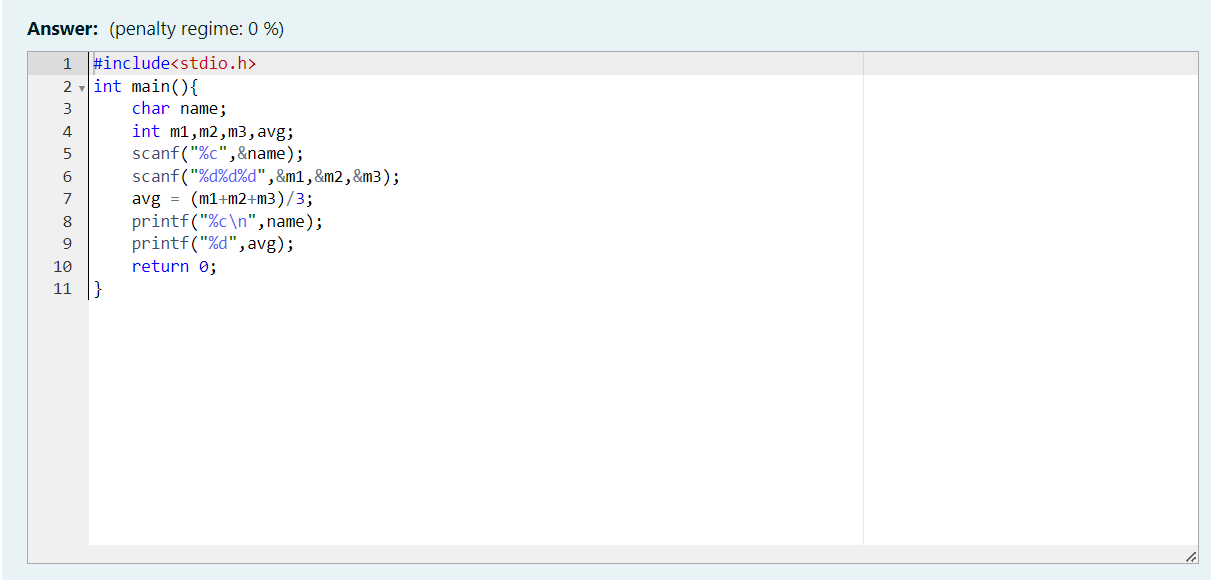 Answer: (penalty regime: 0 %)
1 #include<stdio.h>
2 int main(){
3     char name;
4     int m1,m2,m3,avg;
5     scanf("%c",&name);
6     scanf("%d%d%d",&m1,&m2,&m3);
7     avg = (m1+m2+m3)/3;
8     printf("%c\n",name);
9     printf("%d",avg);
10     return 0;
11 }